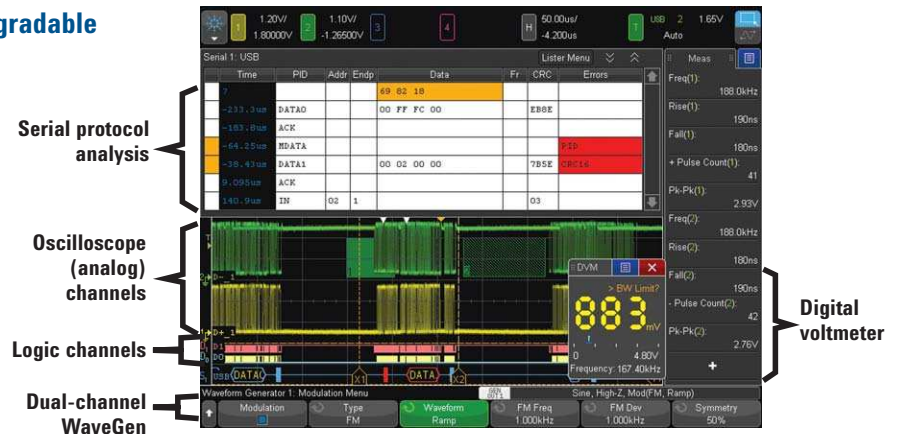 gradable
1 1.20V/ 1.80000V 2 1.10V/ -1.26500V 3 4 H 50.00us/ -4.200us T USB 2 1.65V Auto
Serial 1: USB Lister Menu
Time PID Addr Endp Data Fr CRC Errors
? 69 82 18
-233.3us DATA0 00 FF FC 00 EB8E
-183.8us ACK
-64.25us MDATA PID
-38.43us DATA1 00 02 00 00 7B5E CRC16
9.095us ACK
140.9us IN 02 1 03
Meas
Freq(1):
188.0kHz
Rise(1):
190ns
Fall(1):
180ns
+ Pulse Count(1):
41
Pk-Pk(1):
2.93V
Freq(2):
188.0kHz
Rise(2):
180ns
Fall(2):
190ns
- Pulse Count(2):
42
Pk-Pk(2):
2.76V
+
Serial protocol
analysis
Oscilloscope
(analog)
channels
Logic channels
Dual-channel
WaveGen
Digital
voltmeter
D-_1
D+_1
D1
D0
S1 USB DATA X1 DATA X2
DVM X
> BW Limit?
883 mV
0 4.80V
Frequency: 167.40kHz
Waveform Generator 1: Modulation Menu Sine, High-Z, Mod(FM, Ramp)
Modulation Type Waveform FM Freq FM Dev Symmetry
FM Ramp 1.000kHz 1.000kHz 50%